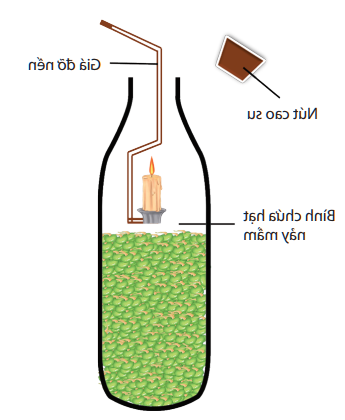 Giá đỡ nến
Nút cao su
Bình chứa hạt
nảy mầm